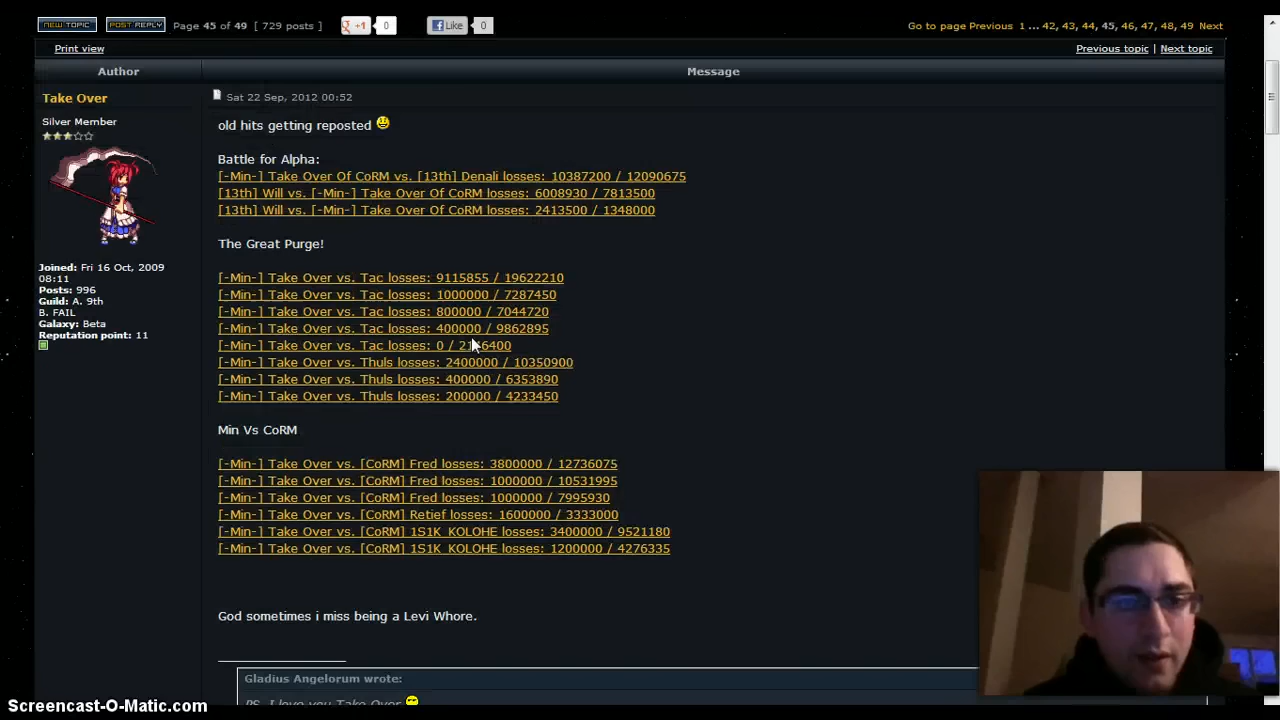 NEW TOPIC POST REPLY Page 45 of 49 [ 729 posts ] +1 0 Like 0 Go to page Previous 1 ... 42, 43, 44, 45, 46, 47, 48, 49 Next
Print view Previous topic | Next topic
Author Message
Take Over Sat 22 Sep, 2012 00:52
Silver Member
old hits getting reposted
Battle for Alpha:
[-Min-] Take Over Of CoRM vs. [13th] Denali losses: 10387200 / 12090675
[13th] Will vs. [-Min-] Take Over Of CoRM losses: 6008930 / 7813500
[13th] Will vs. [-Min-] Take Over Of CoRM losses: 2413500 / 1348000
The Great Purge!
Joined: Fri 16 Oct, 2009
08:11
Posts: 996
Guild: A. 9th
B. FAIL
Galaxy: Beta
Reputation point: 11
[-Min-] Take Over vs. Tac losses: 9115855 / 19622210
[-Min-] Take Over vs. Tac losses: 1000000 / 7287450
[-Min-] Take Over vs. Tac losses: 800000 / 7044720
[-Min-] Take Over vs. Tac losses: 400000 / 9862895
[-Min-] Take Over vs. Tac losses: 0 /
[-Min-] Take Over vs. Thuls losses: 2400000 / 10350900
[-Min-] Take Over vs. Thuls losses: 400000 / 6353890
[-Min-] Take Over vs. Thuls losses: 200000 / 4233450
Min Vs CoRM
[-Min-] Take Over vs. [CoRM] Fred losses: 3800000 / 12736075
[-Min-] Take Over vs. [CoRM] Fred losses: 1000000 / 10531995
[-Min-] Take Over vs. [CoRM] Fred losses: 1000000 / 7995930
[-Min-] Take Over vs. [CoRM] Retief losses: 1600000 / 3333000
[-Min-] Take Over vs. [CoRM] 1S1K_KOLOHE losses: 3400000 / 9521180
[-Min-] Take Over vs. [CoRM] 1S1K_KOLOHE losses: 1200000 / 4276335
God sometimes i miss being a Levi Whore.
Gladius Angelorum wrote:
PS. I love you Take Over
Screencast-O-Matic.com